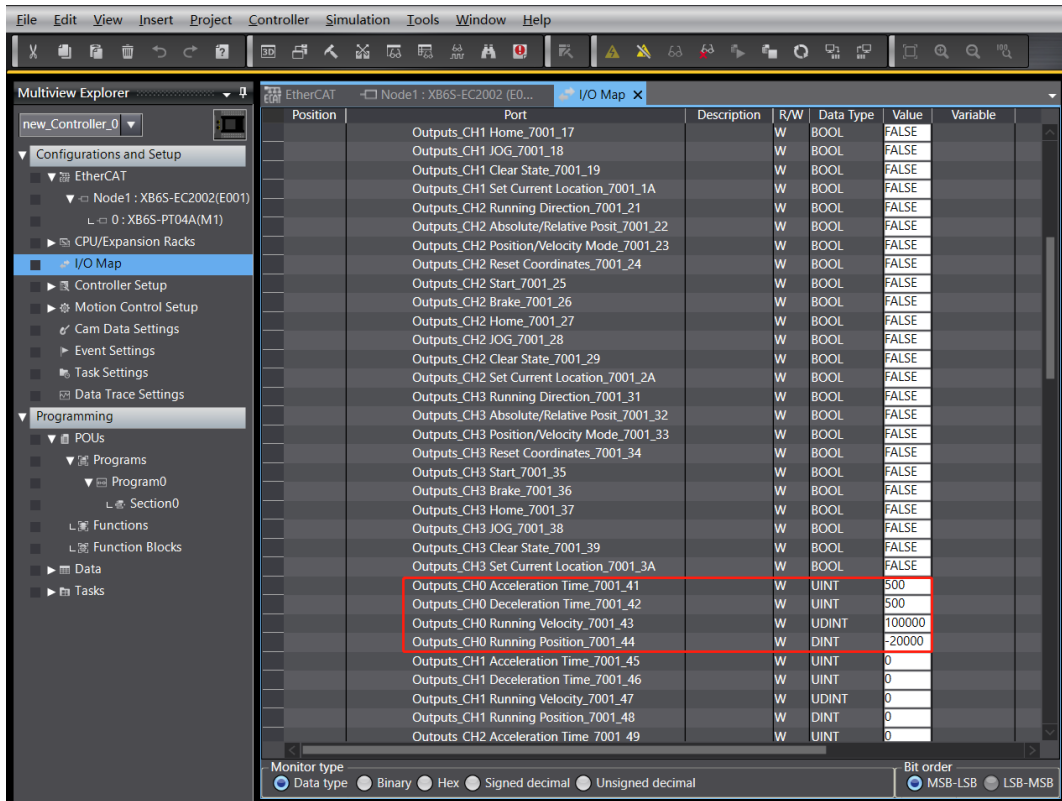 File Edit View Insert Project Controller Simulation Tools Window Help
Multiview Explorer
new_Controller_0
Configurations and Setup
EtherCAT
Node1 : XB6S-EC2002(E001)
0 : XB6S-PT04A(M1)
CPU/Expansion Racks
I/O Map
Controller Setup
Motion Control Setup
Cam Data Settings
Event Settings
Task Settings
Data Trace Settings
Programming
POUs
Programs
Program0
Section0
Functions
Function Blocks
Data
Tasks
EtherCAT Node1 : XB6S-EC2002 (E0... I/O Map
Position Port Description R/W Data Type Value Variable
Outputs_CH1 Home_7001_17 W BOOL FALSE
Outputs_CH1 JOG_7001_18 W BOOL FALSE
Outputs_CH1 Clear State_7001_19 W BOOL FALSE
Outputs_CH1 Set Current Location_7001_1A W BOOL FALSE
Outputs_CH2 Running Direction_7001_21 W BOOL FALSE
Outputs_CH2 Absolute/Relative Posit_7001_22 W BOOL FALSE
Outputs_CH2 Position/Velocity Mode_7001_23 W BOOL FALSE
Outputs_CH2 Reset Coordinates_7001_24 W BOOL FALSE
Outputs_CH2 Start_7001_25 W BOOL FALSE
Outputs_CH2 Brake_7001_26 W BOOL FALSE
Outputs_CH2 Home_7001_27 W BOOL FALSE
Outputs_CH2 JOG_7001_28 W BOOL FALSE
Outputs_CH2 Clear State_7001_29 W BOOL FALSE
Outputs_CH2 Set Current Location_7001_2A W BOOL FALSE
Outputs_CH3 Running Direction_7001_31 W BOOL FALSE
Outputs_CH3 Absolute/Relative Posit_7001_32 W BOOL FALSE
Outputs_CH3 Position/Velocity Mode_7001_33 W BOOL FALSE
Outputs_CH3 Reset Coordinates_7001_34 W BOOL FALSE
Outputs_CH3 Start_7001_35 W BOOL FALSE
Outputs_CH3 Brake_7001_36 W BOOL FALSE
Outputs_CH3 Home_7001_37 W BOOL FALSE
Outputs_CH3 JOG_7001_38 W BOOL FALSE
Outputs_CH3 Clear State_7001_39 W BOOL FALSE
Outputs_CH3 Set Current Location_7001_3A W BOOL FALSE
Outputs_CH0 Acceleration Time_7001_41 W UINT 500
Outputs_CH0 Deceleration Time_7001_42 W UINT 500
Outputs_CH0 Running Velocity_7001_43 W UDINT 100000
Outputs_CH0 Running Position_7001_44 W DINT -20000
Outputs_CH1 Acceleration Time_7001_45 W UINT 0
Outputs_CH1 Deceleration Time_7001_46 W UINT 0
Outputs_CH1 Running Velocity_7001_47 W UDINT 0
Outputs_CH1 Running Position_7001_48 W DINT 0
Outputs_CH2 Acceleration Time_7001_49 W UINT 0
Monitor type Bit order
Data type Binary Hex Signed decimal Unsigned decimal MSB-LSB LSB-MSB